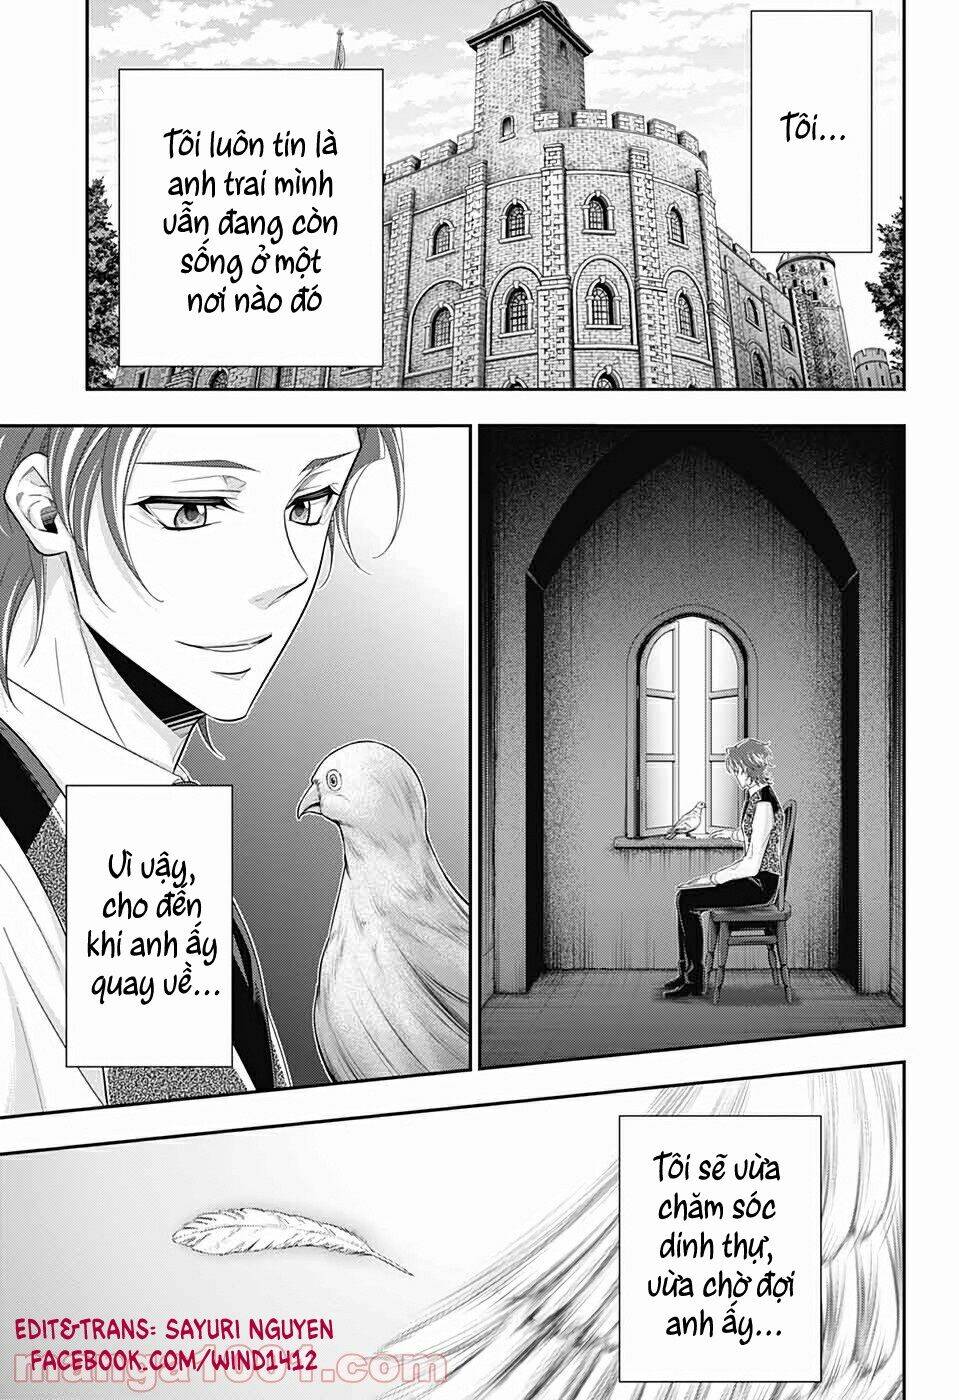 Tôi...
Tôi luôn tin là
anh trai mình
vẫn đang còn
sống ở một
nơi nào đó
Vì vậy,
cho đến
khi anh ấy
quay về...
Tôi sẽ vừa
chăm sóc
dinh thự,
vừa chờ đợi
anh ấy...
EDIT&TRANS: SAYURI NGUYEN
FACEBOOK.COM/WIND1412
manga1001.com